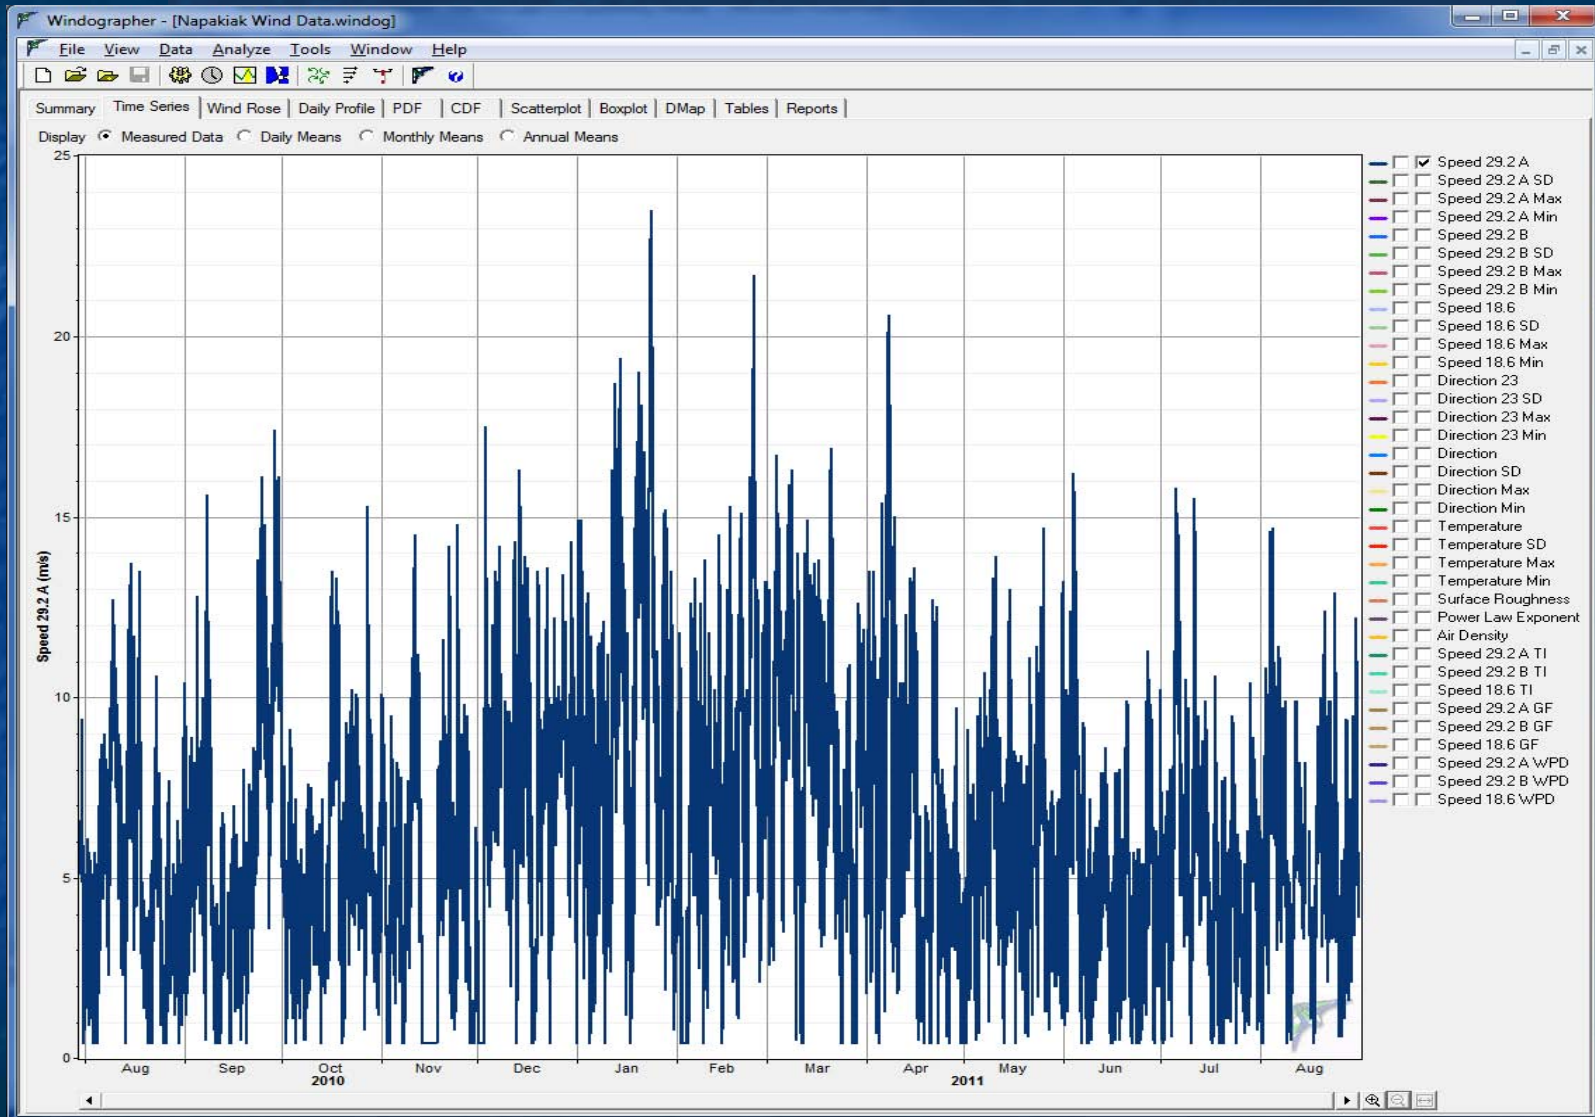 Windographer - [Napakiak Wind Data.windog]
File View Data Analyze Tools Window Help
Summary Time Series Wind Rose Daily Profile PDF CDF Scatterplot Boxplot DMap Tables Reports
Display Measured Data Daily Means Monthly Means Annual Means
25
20
15
10
5
0
Speed 29.2 A (m/s)
Aug Sep Oct Nov Dec Jan Feb Mar Apr May Jun Jul Aug
2010 2011
Speed 29.2 A
Speed 29.2 A SD
Speed 29.2 A Max
Speed 29.2 A Min
Speed 29.2 B
Speed 29.2 B SD
Speed 29.2 B Max
Speed 29.2 B Min
Speed 18.6
Speed 18.6 SD
Speed 18.6 Max
Speed 18.6 Min
Direction 23
Direction 23 SD
Direction 23 Max
Direction 23 Min
Direction
Direction SD
Direction Max
Direction Min
Temperature
Temperature SD
Temperature Max
Temperature Min
Surface Roughness
Power Law Exponent
Air Density
Speed 29.2 A TI
Speed 29.2 B TI
Speed 18.6 TI
Speed 29.2 A GF
Speed 29.2 B GF
Speed 18.6 GF
Speed 29.2 A WPD
Speed 29.2 B WPD
Speed 18.6 WPD